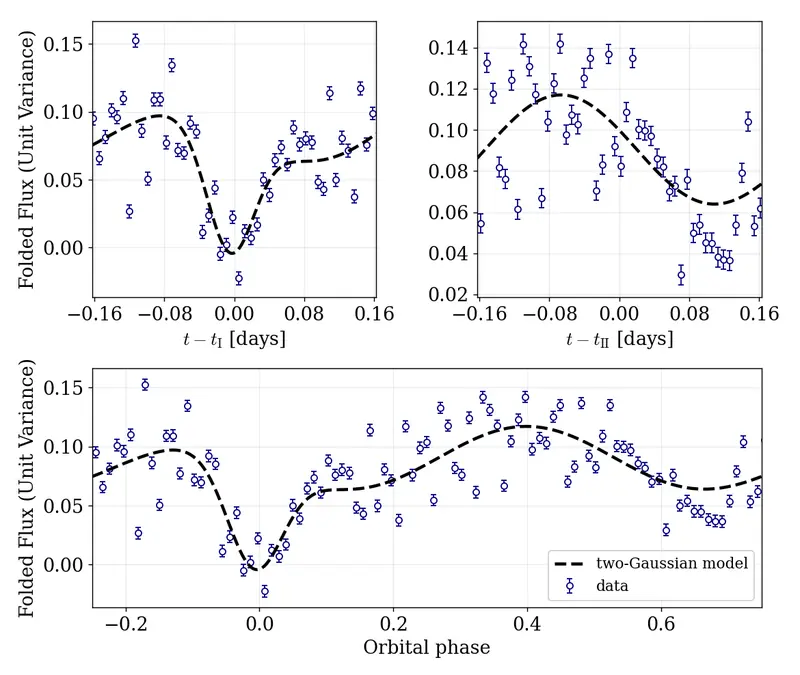 Folded Flux (Unit Variance)
0.15
0.10
0.05
0.00
−0.16 −0.08 0.00 0.08 0.16
t − tI [days]
0.14
0.12
0.10
0.08
0.06
0.04
0.02
−0.16 −0.08 0.00 0.08 0.16
t − tII [days]
Folded Flux (Unit Variance)
0.15
0.10
0.05
0.00
−0.2 0.0 0.2 0.4 0.6
Orbital phase
two-Gaussian model
data